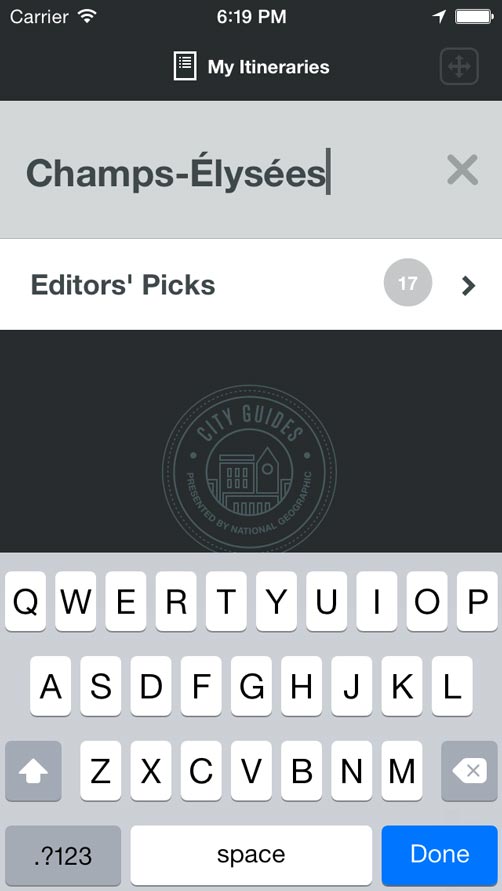 Carrier 6:19 PM
My Itineraries
Champs-Élysées
Editors' Picks 17
CITY GUIDES
PRESENTED BY NATIONAL GEOGRAPHIC
Q W E R T Y U I O P
A S D F G H J K L
Z X C V B N M
.?123 space Done